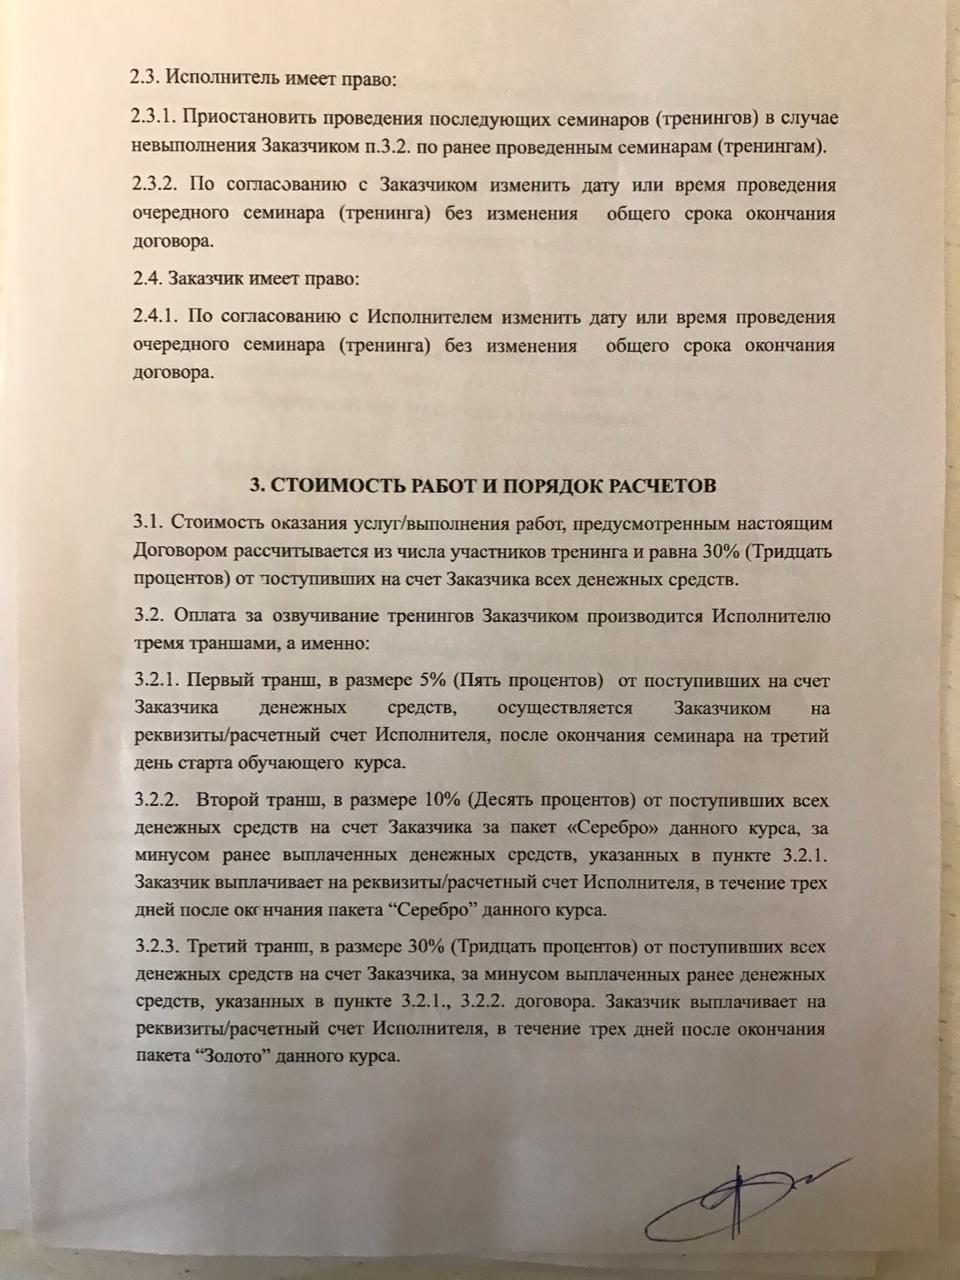 2.3. Исполнитель имеет право:
2.3.1. Приостановить проведения последующих семинаров (тренингов) в случае
невыполнения Заказчиком п.3.2. по ранее проведенным семинарам (тренингам).
2.3.2. По согласованию с Заказчиком изменить дату или время проведения
очередного семинара (тренинга) без изменения общего срока окончания
договора.
2.4. Заказчик имеет право:
2.4.1. По согласованию с Исполнителем изменить дату или время проведения
очередного семинара (тренинга) без изменения общего срока окончания
договора.
3. СТОИМОСТЬ РАБОТ И ПОРЯДОК РАСЧЕТОВ
3.1. Стоимость оказания услуг/выполнения работ, предусмотренным настоящим
Договором рассчитывается из числа участников тренинга и равна 30% (Тридцать
процентов) от поступивших на счет Заказчика всех денежных средств.
3.2. Оплата за озвучивание тренингов Заказчиком производится Исполнителю
тремя траншами, а именно:
3.2.1. Первый транш, в размере 5% (Пять процентов) от поступивших на счет
Заказчика денежных средств, осуществляется Заказчиком на
реквизиты/расчетный счет Исполнителя, после окончания семинара на третий
день старта обучающего курса.
3.2.2. Второй транш, в размере 10% (Десять процентов) от поступивших всех
денежных средств на счет Заказчика за пакет «Серебро» данного курса, за
минусом ранее выплаченных денежных средств, указанных в пункте 3.2.1.
Заказчик выплачивает на реквизиты/расчетный счет Исполнителя, в течение трех
дней после окончания пакета “Серебро” данного курса.
3.2.3. Третий транш, в размере 30% (Тридцать процентов) от поступивших всех
денежных средств на счет Заказчика, за минусом выплаченных ранее денежных
средств, указанных в пункте 3.2.1., 3.2.2. договора. Заказчик выплачивает на
реквизиты/расчетный счет Исполнителя, в течение трех дней после окончания
пакета “Золото” данного курса.